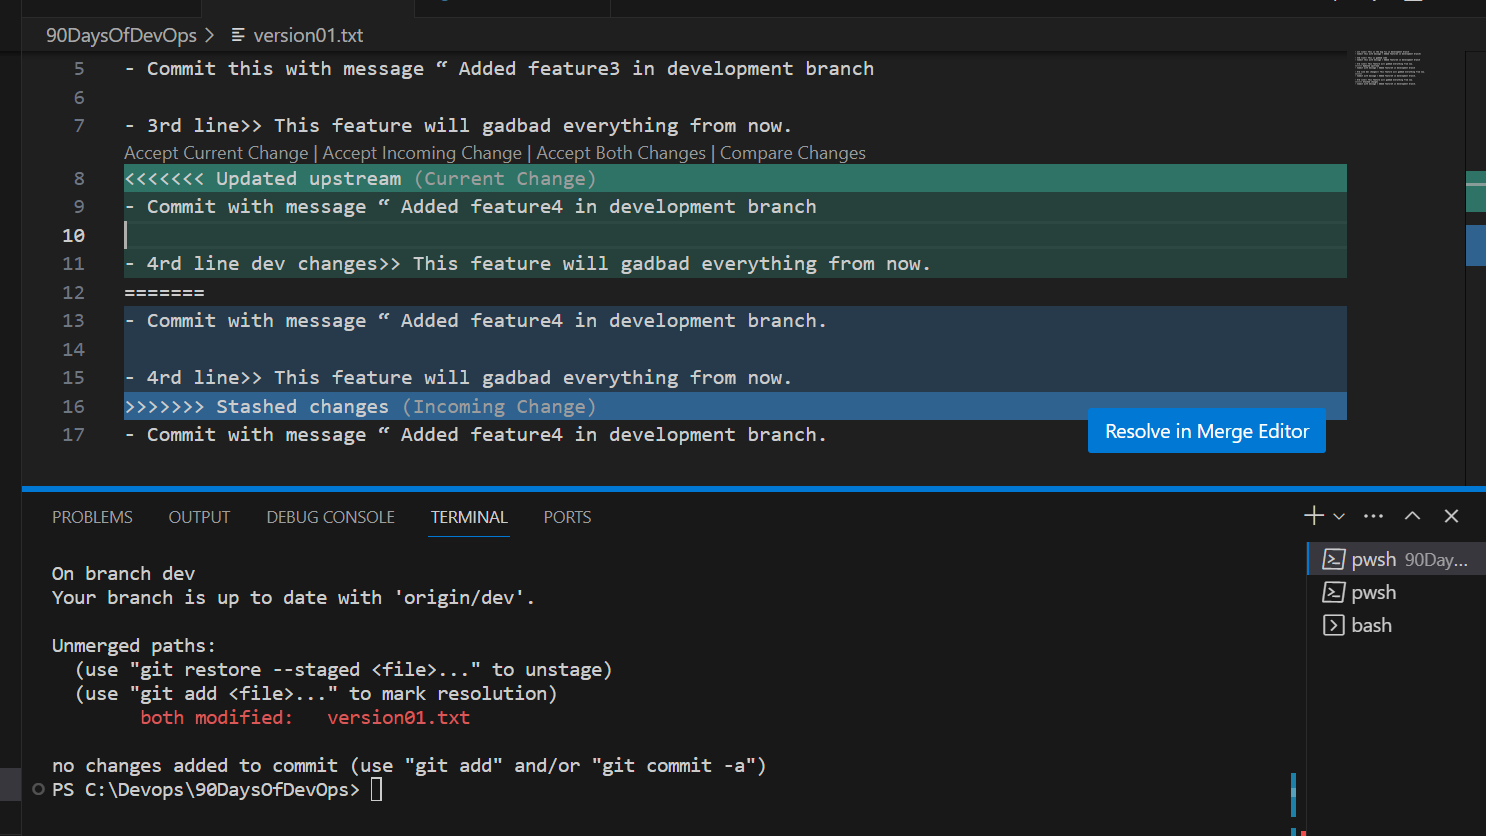 90DaysOfDevOps > version01.txt
5 - Commit this with message “ Added feature3 in development branch
6
7 - 3rd line>> This feature will gadbad everything from now.
Accept Current Change | Accept Incoming Change | Accept Both Changes | Compare Changes
8 <<<<<<< Updated upstream (Current Change)
9 - Commit with message “ Added feature4 in development branch
10
11 - 4rd line dev changes>> This feature will gadbad everything from now.
12 =======
13 - Commit with message “ Added feature4 in development branch.
14
15 - 4rd line>> This feature will gadbad everything from now.
16 >>>>>>> Stashed changes (Incoming Change)
17 - Commit with message “ Added feature4 in development branch.
Resolve in Merge Editor
PROBLEMS OUTPUT DEBUG CONSOLE TERMINAL PORTS
On branch dev
Your branch is up to date with 'origin/dev'.
Unmerged paths:
(use "git restore --staged <file>..." to unstage)
(use "git add <file>..." to mark resolution)
both modified: version01.txt
no changes added to commit (use "git add" and/or "git commit -a")
PS C:\Devops\90DaysOfDevOps>
pwsh 90Day...
pwsh
bash